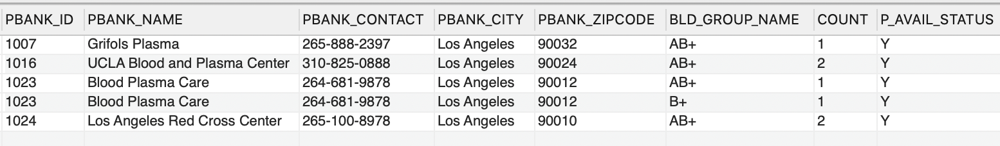 PBANK_ID PBANK_NAME PBANK_CONTACT PBANK_CITY PBANK_ZIPCODE BLD_GROUP_NAME COUNT P_AVAIL_STATUS
1007 Grifols Plasma 265-888-2397 Los Angeles 90032 AB+ 1 Y
1016 UCLA Blood and Plasma Center 310-825-0888 Los Angeles 90024 AB+ 2 Y
1023 Blood Plasma Care 264-681-9878 Los Angeles 90012 AB+ 1 Y
1023 Blood Plasma Care 264-681-9878 Los Angeles 90012 B+ 1 Y
1024 Los Angeles Red Cross Center 265-100-8978 Los Angeles 90010 AB+ 2 Y